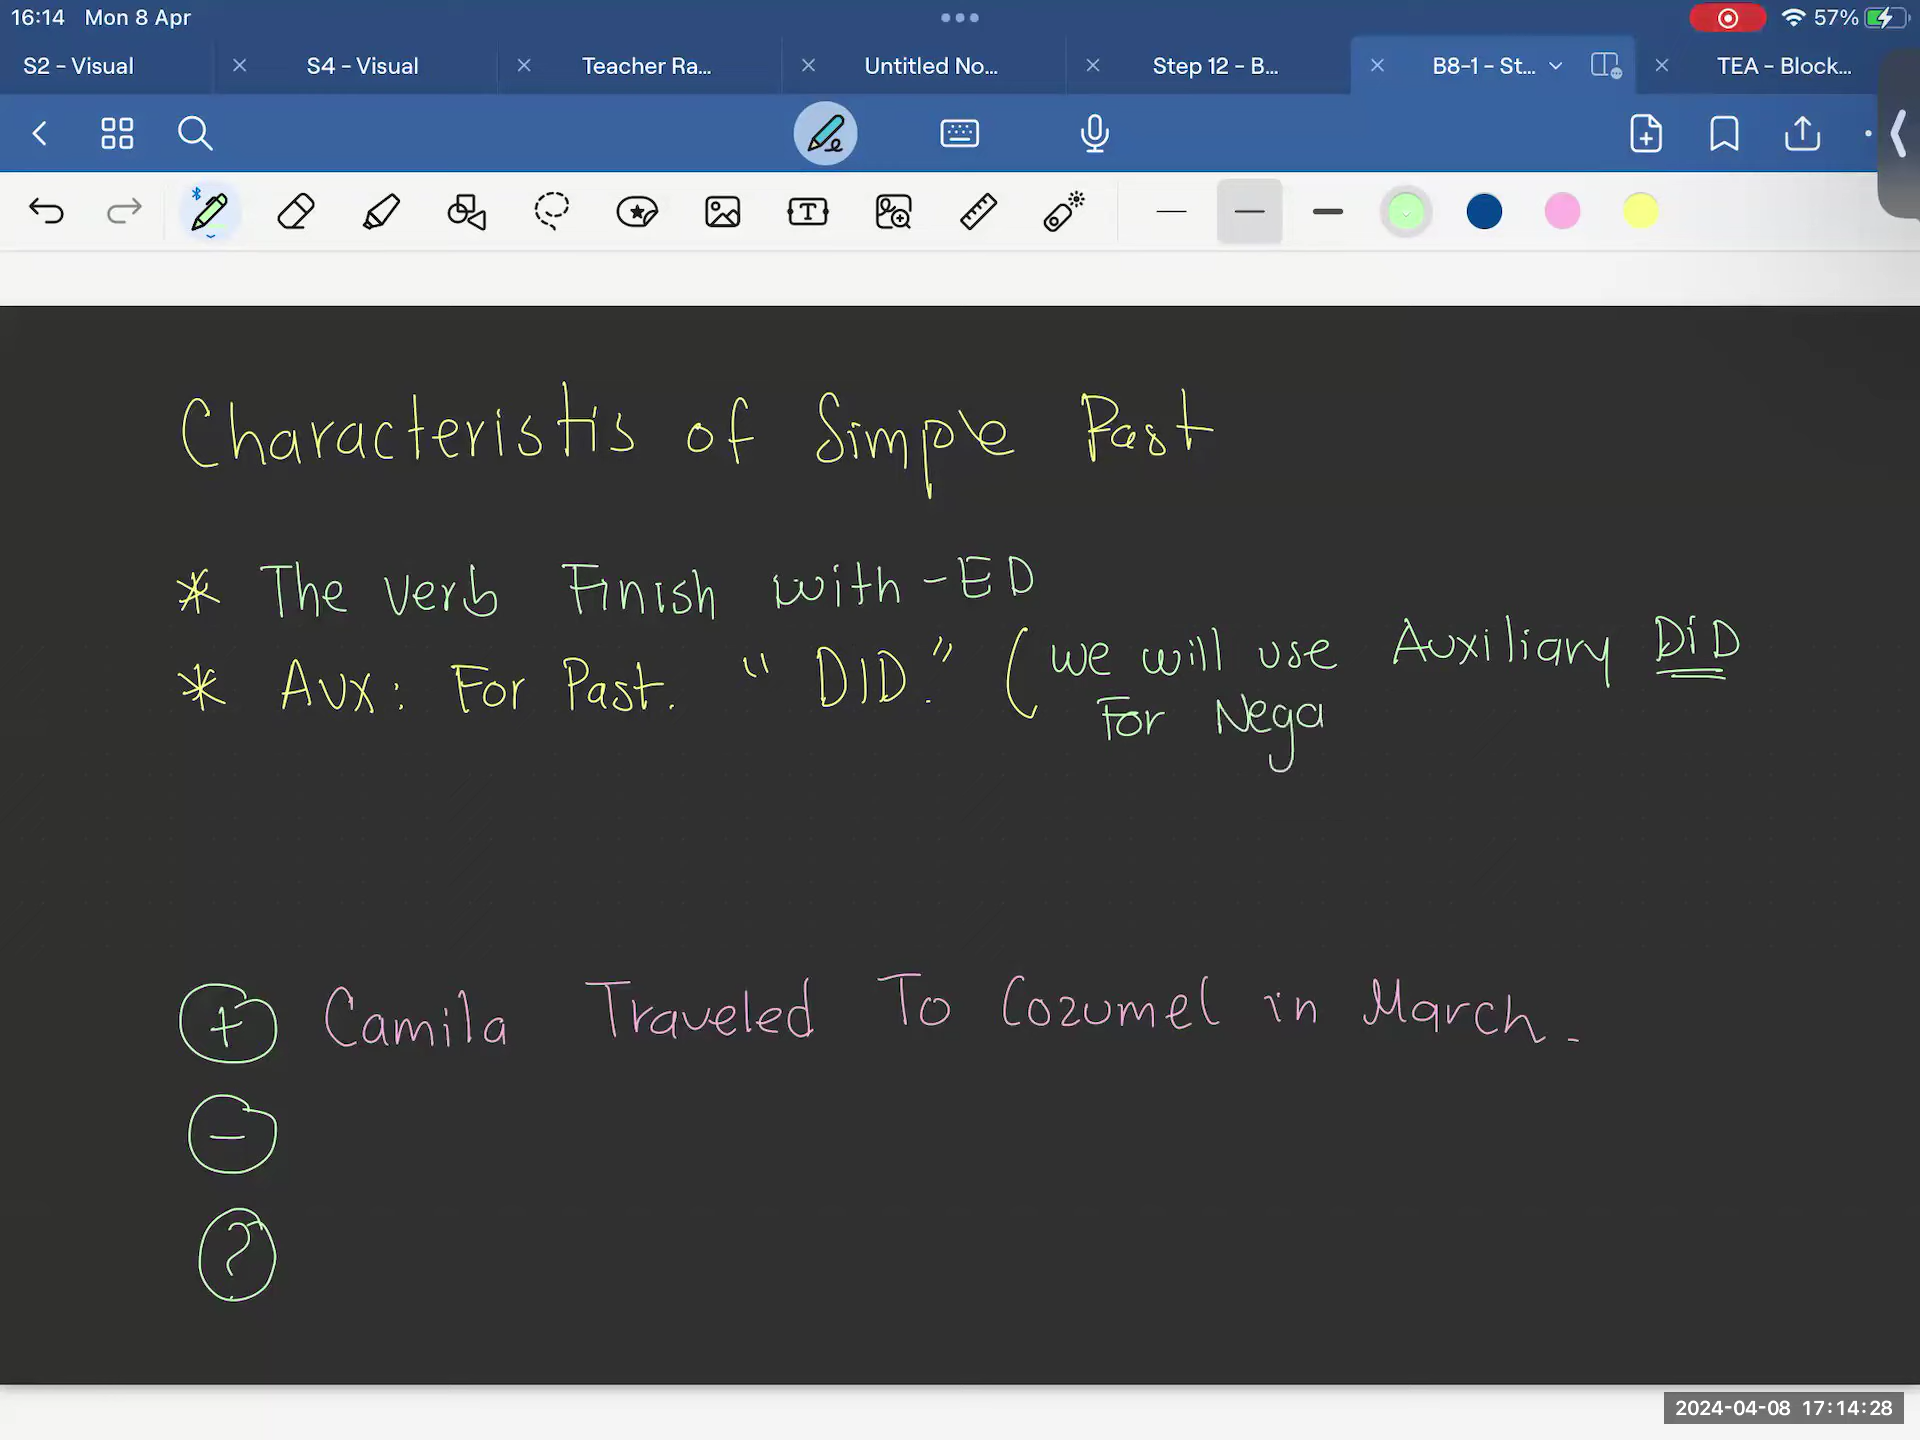 16:14 Mon 8 Apr 57%
S2 - Visual S4 - Visual Teacher Ra... Untitled No... Step 12 - B... B8-1 - St... TEA - Block...
Characteristis of Simple Past
* The verb Finish with -ED
* Aux: For Past. "DID." (we will use Auxiliary DiD
For Nega
+ Camila Traveled To Cozumel in March.
-
?
2024-04-08 17:14:28